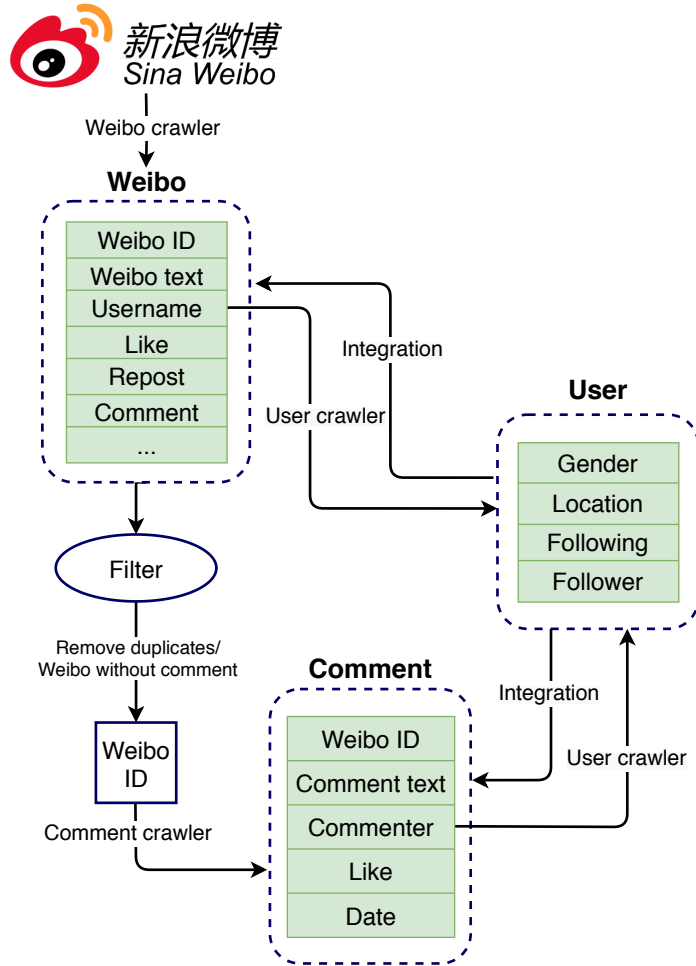 新浪微博
Sina Weibo
Weibo crawler
Weibo
Weibo ID
Weibo text
Username
Like
Repost
Comment
...
Integration
User crawler
User
Gender
Location
Following
Follower
Filter
Remove duplicates/
Weibo without comment
Weibo
ID
Comment crawler
Comment
Weibo ID
Comment text
Commenter
Like
Date
Integration
User crawler